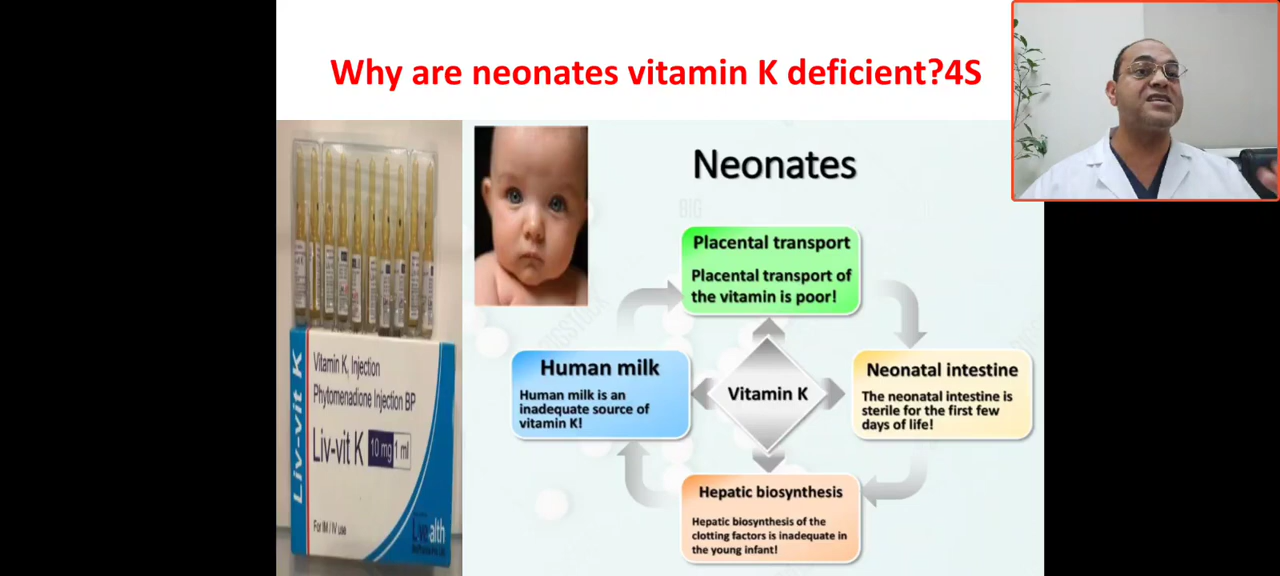 Why are neonates vitamin K deficient?4S
Neonates
BIG
Placental transport
Placental transport of
the vitamin is poor!
Human milk
Human milk is an
inadequate source of
vitamin K!
Vitamin K
Neonatal intestine
The neonatal intestine is
sterile for the first few
days of life!
Hepatic biosynthesis
Hepatic biosynthesis of the
clotting factors is inadequate in
the young infant!
Liv-vit K
Vitamin K, Injection
Phytomenadione Injection BP
Liv-vit K 10 mg 1 ml
For IM / IV use